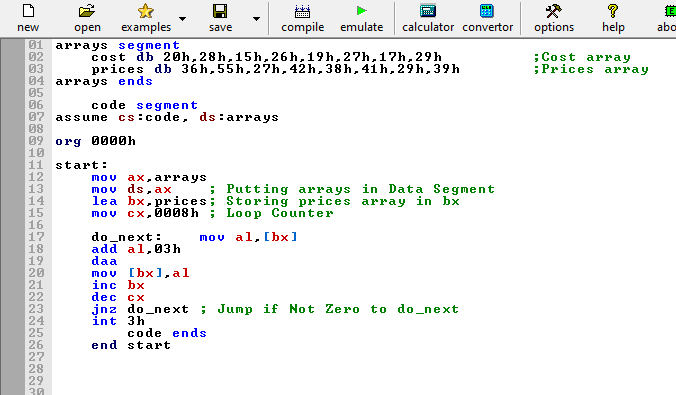 new open examples save compile emulate calculator convertor options help abo
01 arrays segment
02 cost db 20h,28h,15h,26h,19h,27h,17h,29h ;Cost array
03 prices db 36h,55h,27h,42h,38h,41h,29h,39h ;Prices array
04 arrays ends
05
06 code segment
07 assume cs:code, ds:arrays
08
09 org 0000h
10
11 start:
12 mov ax,arrays
13 mov ds,ax ; Putting arrays in Data Segment
14 lea bx,prices; Storing prices array in bx
15 mov cx,0008h ; Loop Counter
16
17 do_next: mov al,[bx]
18 add al,03h
19 daa
20 mov [bx],al
21 inc bx
22 dec cx
23 jnz do_next ; Jump if Not Zero to do_next
24 int 3h
25 code ends
26 end start
27
28
29
30